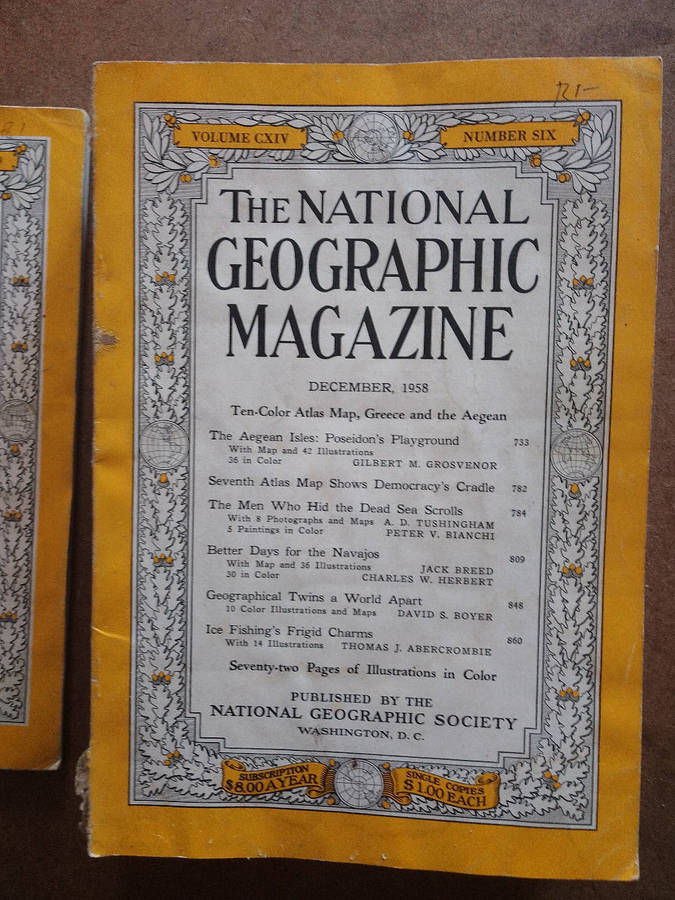 R1-
VOLUME CXIV
NUMBER SIX
THE NATIONAL
GEOGRAPHIC
MAGAZINE
DECEMBER, 1958
Ten-Color Atlas Map, Greece and the Aegean
The Aegean Isles: Poseidon's Playground 733
With Map and 42 Illustrations
36 in Color GILBERT M. GROSVENOR
Seventh Atlas Map Shows Democracy's Cradle 782
The Men Who Hid the Dead Sea Scrolls 784
With 8 Photographs and Maps A. D. TUSHINGHAM
5 Paintings in Color PETER V. BIANCHI
Better Days for the Navajos 809
With Map and 36 Illustrations JACK BREED
30 in Color CHARLES W. HERBERT
Geographical Twins a World Apart 848
10 Color Illustrations and Maps DAVID S. BOYER
Ice Fishing's Frigid Charms 860
With 14 Illustrations THOMAS J. ABERCROMBIE
Seventy-two Pages of Illustrations in Color
PUBLISHED BY THE
NATIONAL GEOGRAPHIC SOCIETY
WASHINGTON, D. C.
SUBSCRIPTION
$8.00 A YEAR
SINGLE COPIES
$1.00 EACH